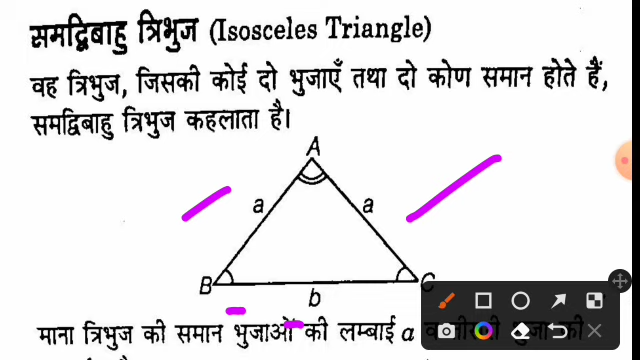 समद्विबाहु त्रिभुज (Isosceles Triangle)
वह त्रिभुज, जिसकी कोई दो भुजाएँ तथा दो कोण समान होते हैं,
समद्विबाहु त्रिभुज कहलाता है।
A
a a
B C
b
माना त्रिभुज की समान भुजाओं की लम्बाई a व